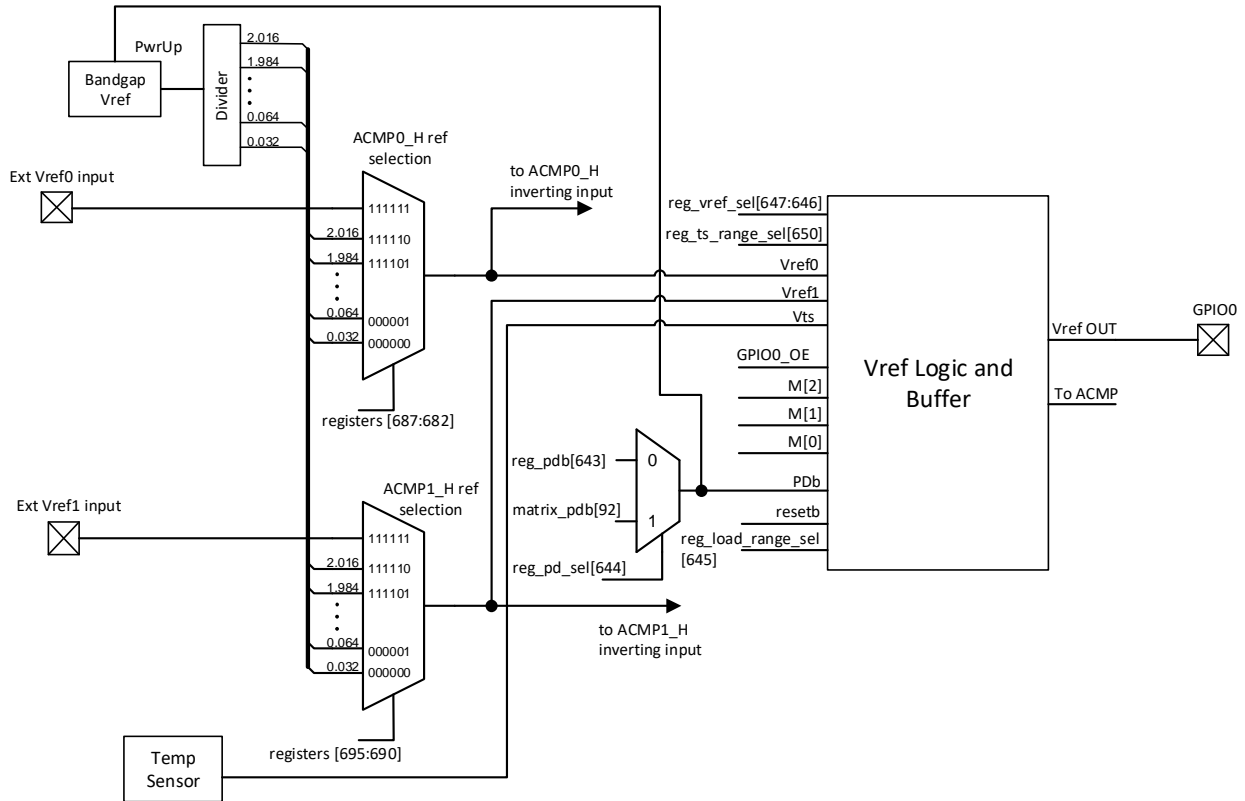 PwrUp
Bandgap
Vref
Divider
2.016
1.984
0.064
0.032
Ext Vref0 input
ACMP0_H ref
selection
111111
2.016
111110
1.984
111101
0.064
000001
0.032
000000
registers [687:682]
to ACMP0_H
inverting input
Ext Vref1 input
ACMP1_H ref
selection
111111
2.016
111110
1.984
111101
0.064
000001
0.032
000000
registers [695:690]
to ACMP1_H
inverting input
Temp
Sensor
reg_pdb[643]
0
matrix_pdb[92]
1
reg_pd_sel[644]
reg_vref_sel[647:646]
reg_ts_range_sel[650]
Vref0
Vref1
Vts
GPIO0_OE
M[2]
M[1]
M[0]
PDb
resetb
reg_load_range_sel
[645]
Vref Logic and
Buffer
Vref OUT
To ACMP
GPIO0